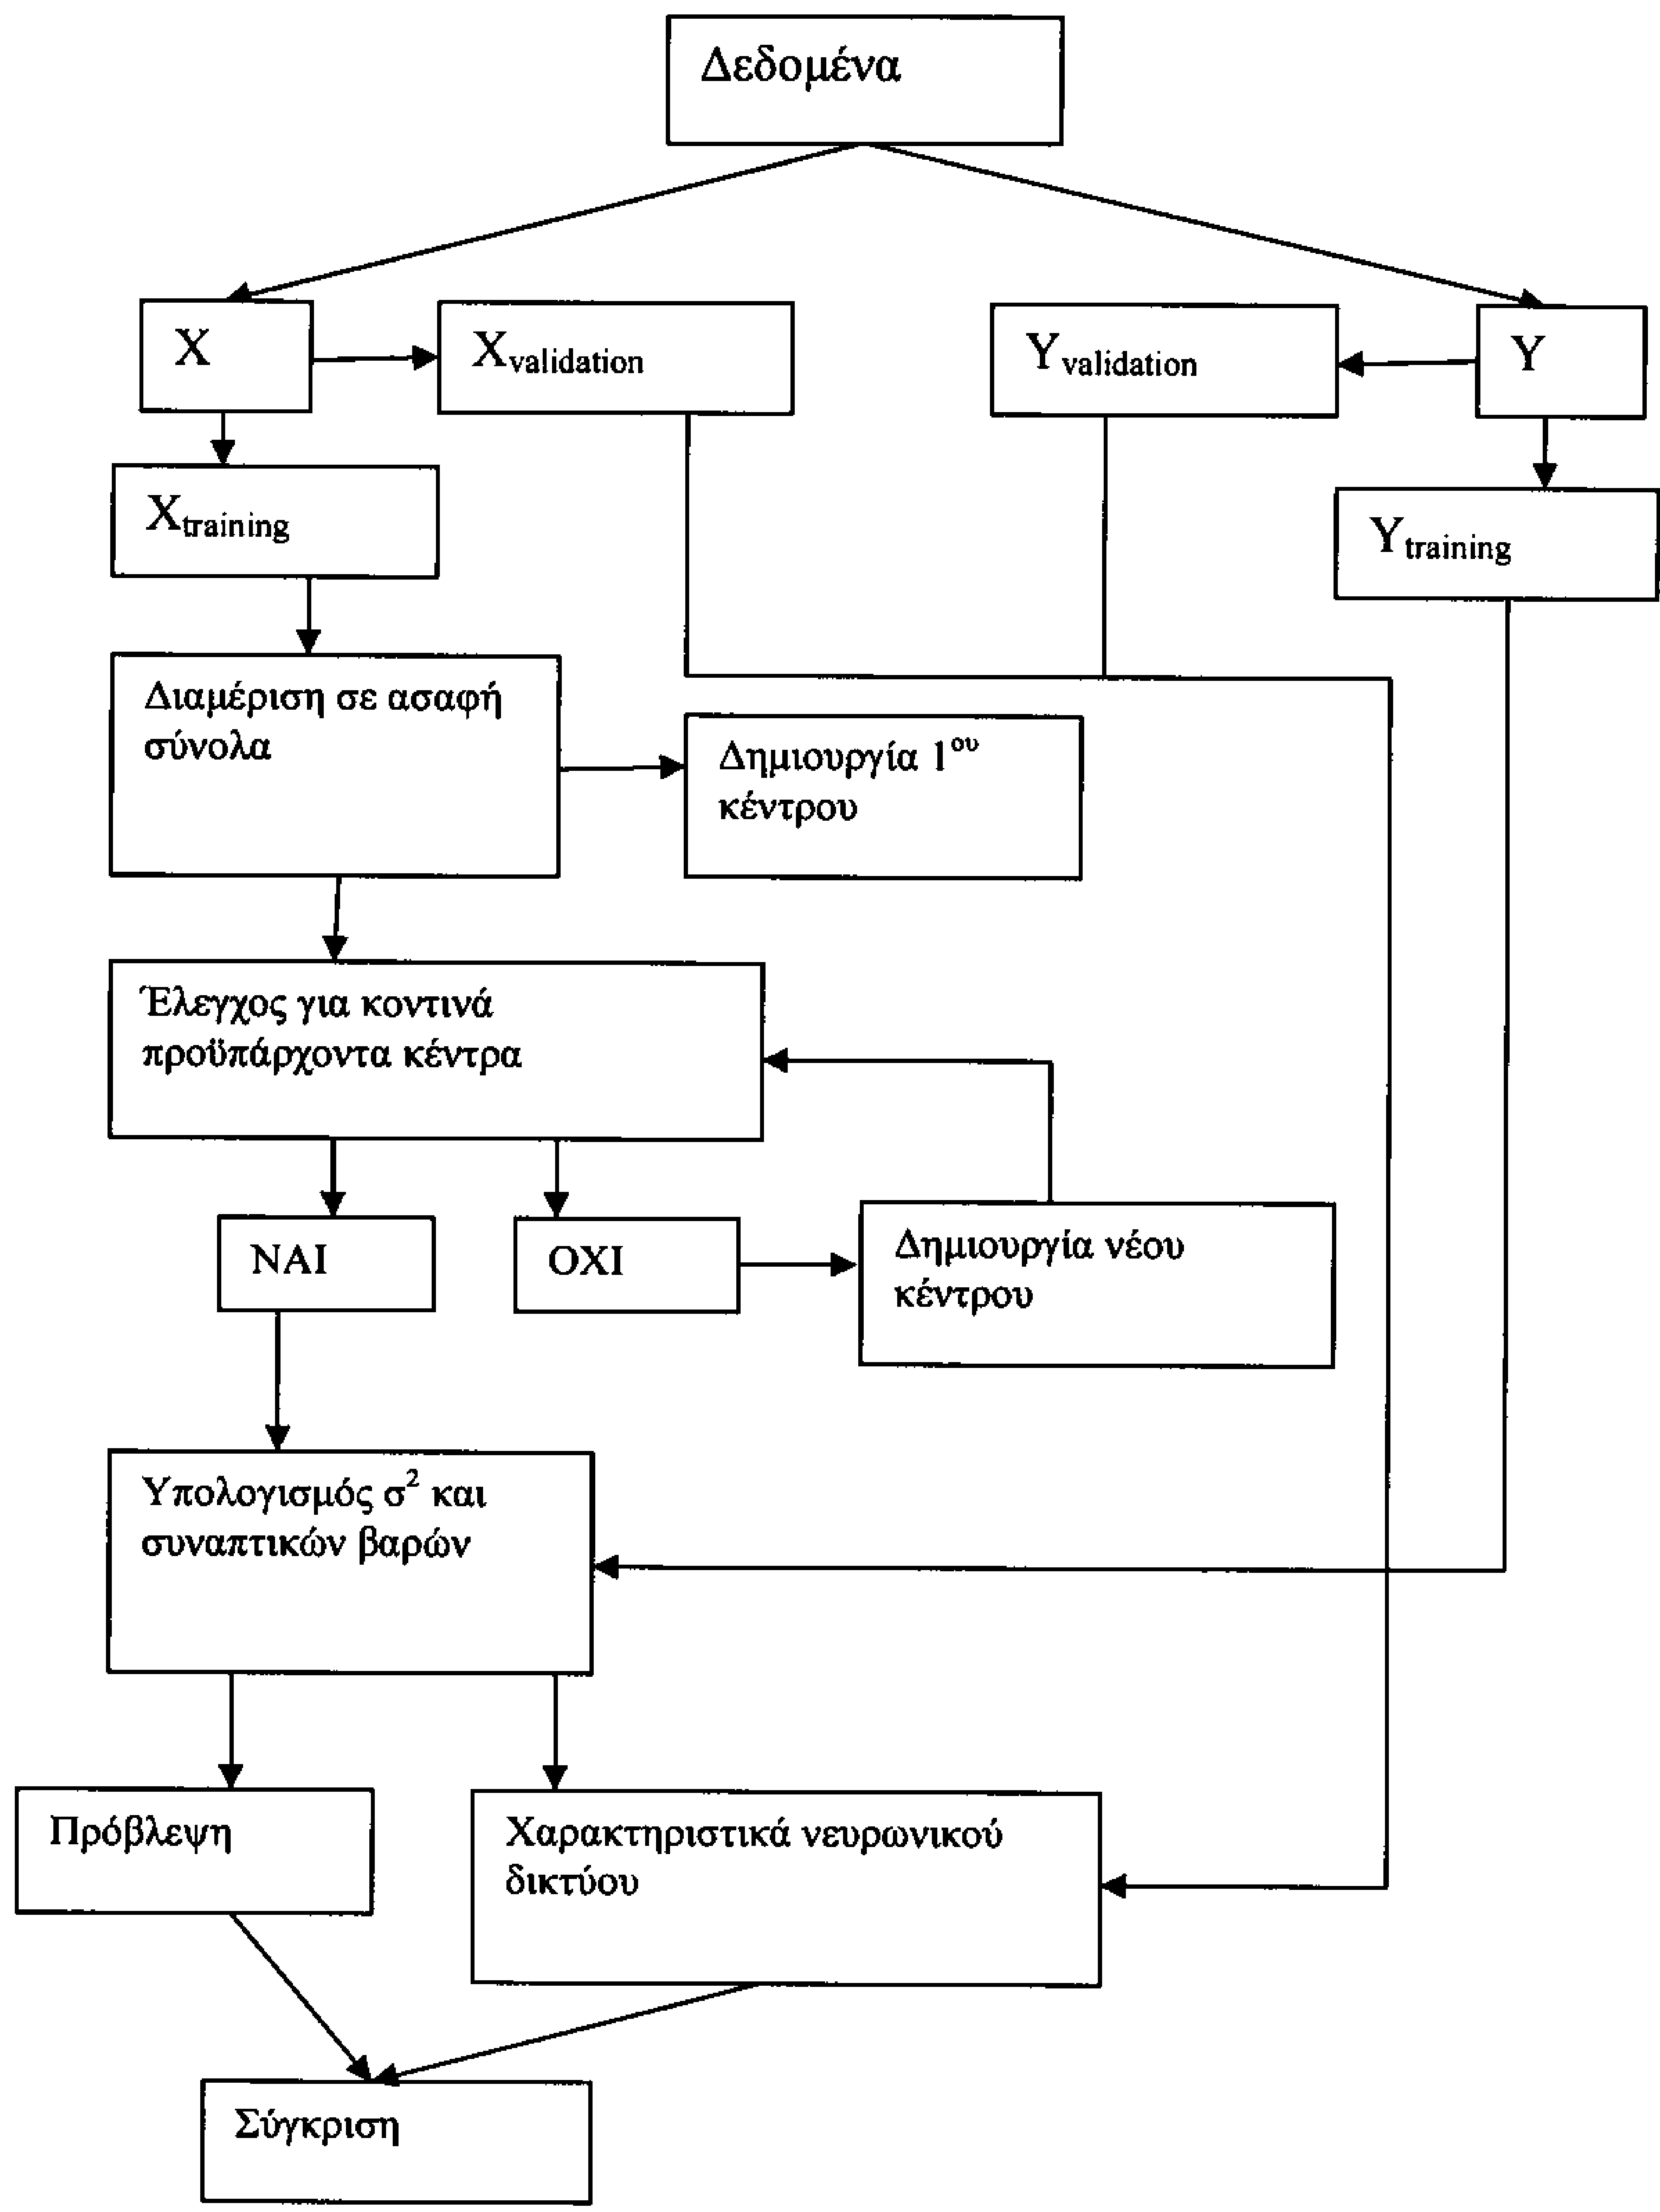 Δεδομένα
X
Xvalidation
Yvalidation
Y
Xtraining
Ytraining
Διαμέριση σε ασαφή
σύνολα
Δημιουργία 1ου
κέντρου
Έλεγχος για κοντινά
προϋπάρχοντα κέντρα
ΝΑΙ
ΟΧΙ
Δημιουργία νέου
κέντρου
Υπολογισμός σ2 και
συναπτικών βαρών
Πρόβλεψη
Χαρακτηριστικά νευρωνικού
δικτύου
Σύγκριση